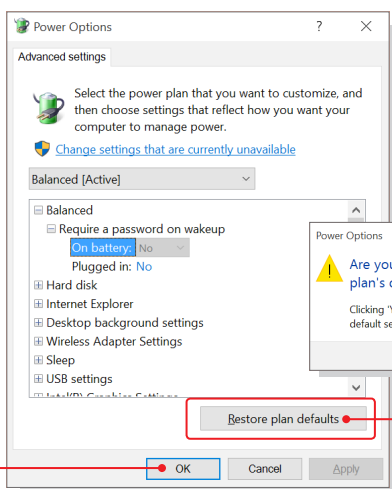 Power Options
Advanced settings
Select the power plan that you want to customize, and
then choose settings that reflect how you want your
computer to manage power.
Change settings that are currently unavailable
Balanced [Active]
Balanced
Require a password on wakeup
On battery: No
Plugged in: No
Hard disk
Internet Explorer
Desktop background settings
Wireless Adapter Settings
Sleep
USB settings
Intel(R) Graphics Settings
Restore plan defaults
OK Cancel Apply
Power Options
Are you
plan's
Clicking
default